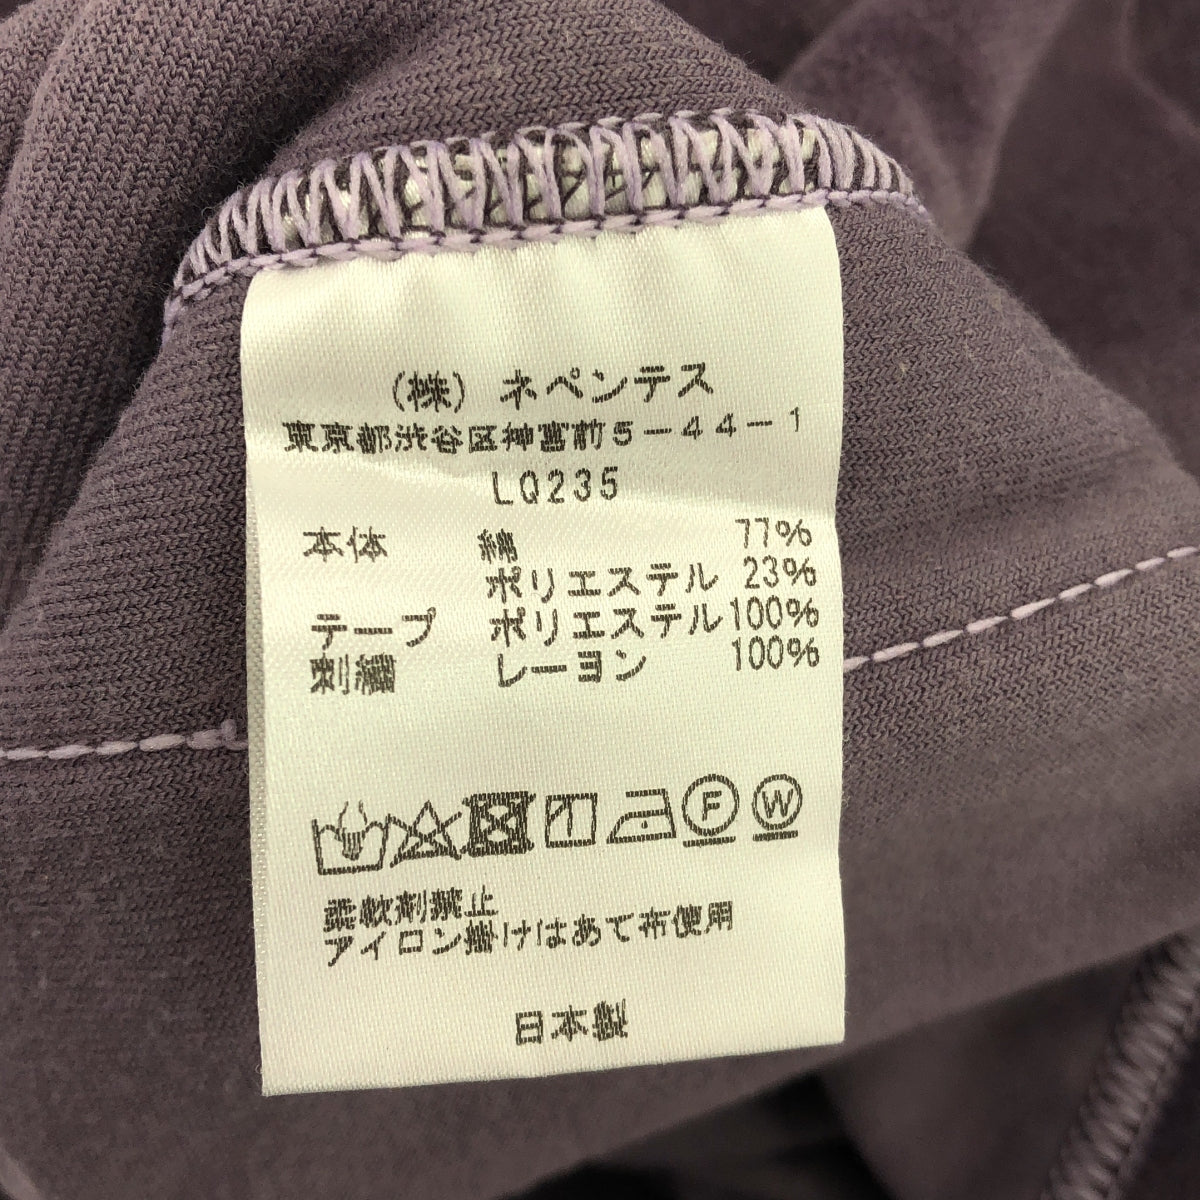 (株) ネペンテス
東京都渋谷区神宮前5-44-1
LQ235
本体 綿 77%
ポリエステル 23%
テープ ポリエステル 100%
刺繍 レーヨン 100%
F W
柔軟剤禁止
アイロン掛けはあて布使用
日本製